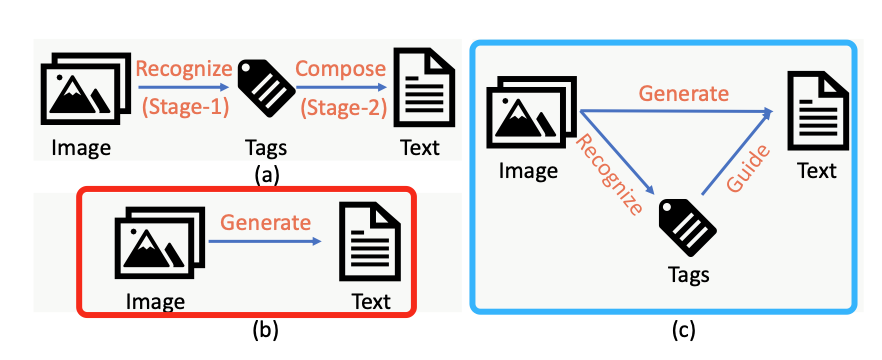 Recognize
(Stage-1)
Compose
(Stage-2)
Image
Tags
Text
(a)
Generate
Image
Text
(b)
Generate
Recognize
Guide
Image
Text
Tags
(c)